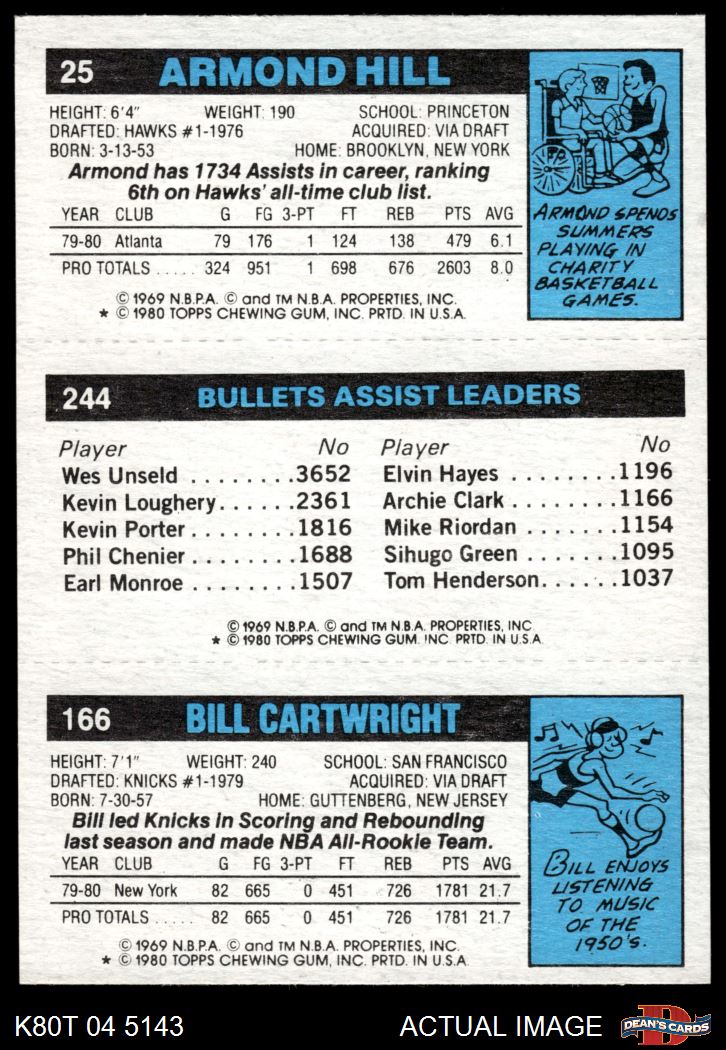 25 ARMOND HILL
HEIGHT: 6'4" WEIGHT: 190 SCHOOL: PRINCETON
DRAFTED: HAWKS #1-1976 ACQUIRED: VIA DRAFT
BORN: 3-13-53 HOME: BROOKLYN, NEW YORK
Armond has 1734 Assists in career, ranking
6th on Hawks' all-time club list.
YEAR CLUB G FG 3-PT FT REB PTS AVG
79-80 Atlanta 79 176 1 124 138 479 6.1
PRO TOTALS ..... 324 951 1 698 676 2603 8.0
© 1969 N.B.P.A. © and TM N.B.A. PROPERTIES, INC.
★ © 1980 TOPPS CHEWING GUM, INC. PRTD. IN U.S.A.
ARMOND SPENDS
SUMMERS
PLAYING IN
CHARITY
BASKETBALL
GAMES.
244 BULLETS ASSIST LEADERS
Player No Player No
Wes Unseld ........3652 Elvin Hayes ........1196
Kevin Loughery......2361 Archie Clark ........1166
Kevin Porter........1816 Mike Riordan .......1154
Phil Chenier ........1688 Sihugo Green .......1095
Earl Monroe ........1507 Tom Henderson......1037
© 1969 N.B.P.A. © and TM N.B.A. PROPERTIES, INC
★ © 1980 TOPPS CHEWING GUM. INC. PRTD. IN U.S.A
166 BILL CARTWRIGHT
HEIGHT: 7'1" WEIGHT: 240 SCHOOL: SAN FRANCISCO
DRAFTED: KNICKS #1-1979 ACQUIRED: VIA DRAFT
BORN: 7-30-57 HOME: GUTTENBERG, NEW JERSEY
Bill led Knicks in Scoring and Rebounding
last season and made NBA All-Rookie Team.
YEAR CLUB G FG 3-PT FT REB PTS AVG
79-80 New York 82 665 0 451 726 1781 21.7
PRO TOTALS .... 82 665 0 451 726 1781 21.7
© 1969 N.B.P.A. © and TM N.B.A. PROPERTIES, INC.
★ © 1980 TOPPS CHEWING GUM, INC. PRTD. IN U.S.A.
BILL ENJOYS
LISTENING
TO MUSIC
OF THE
1950's.
K80T 04 5143 ACTUAL IMAGE D DEAN'S CARDS